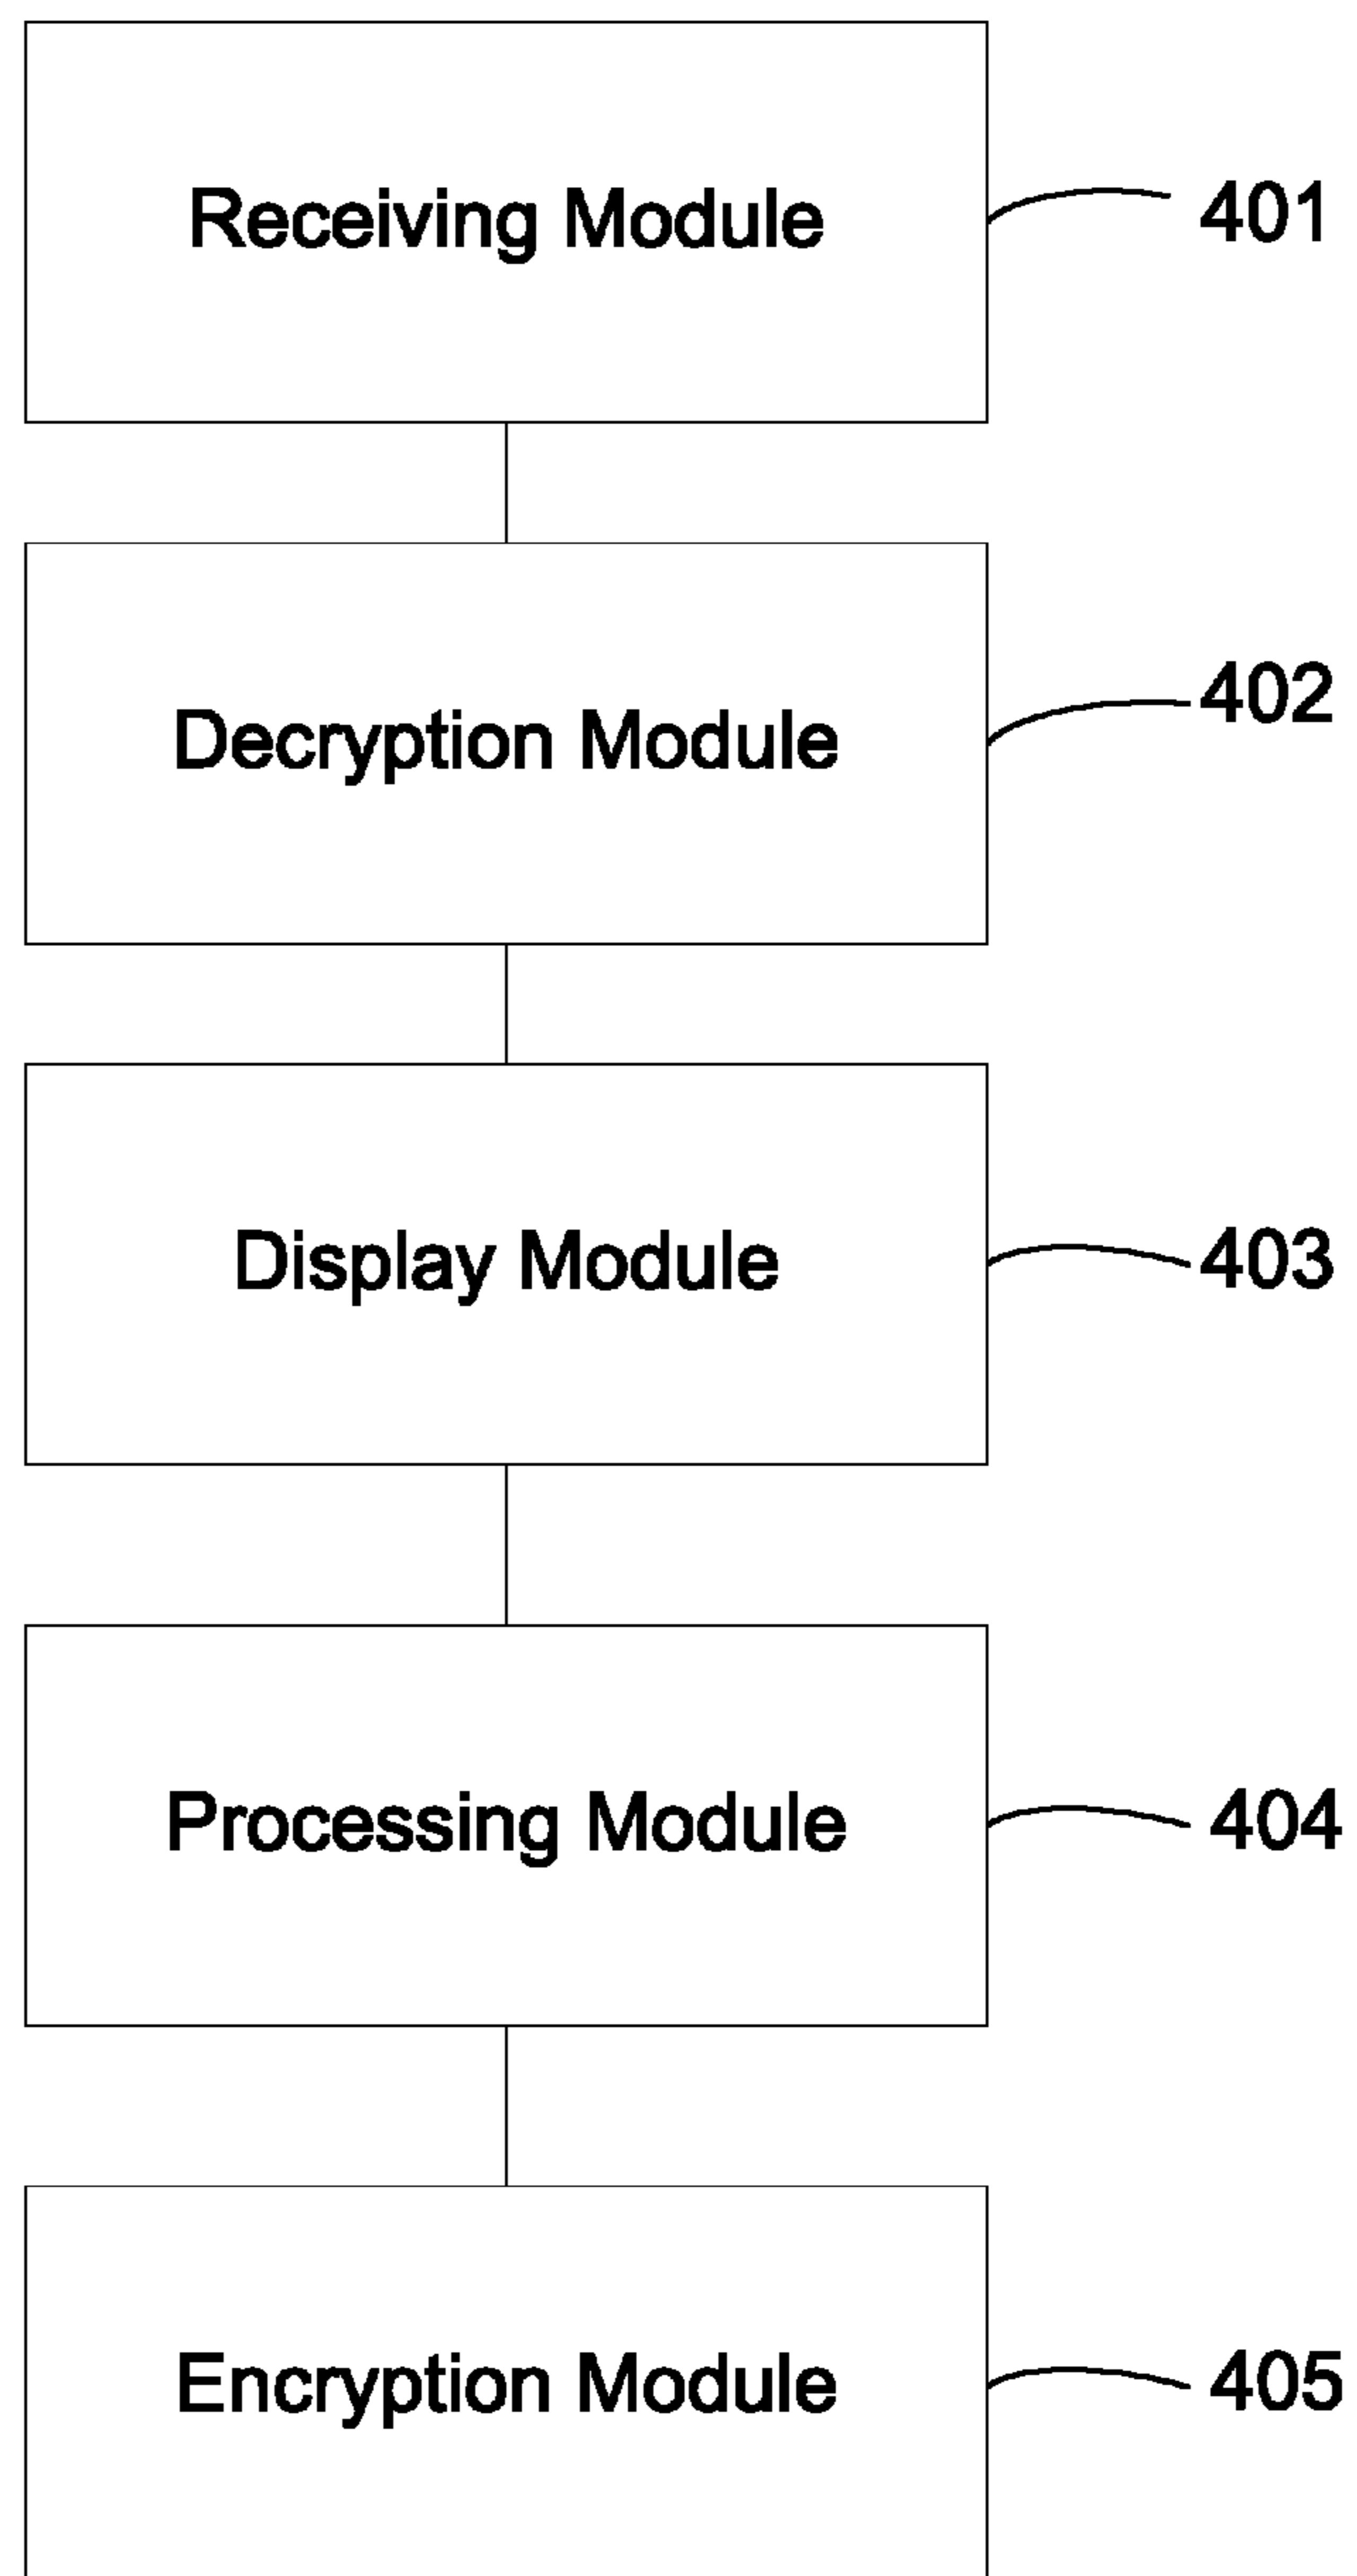 Receiving Module
401
Decryption Module
402
Display Module
403
Processing Module
404
Encryption Module
405